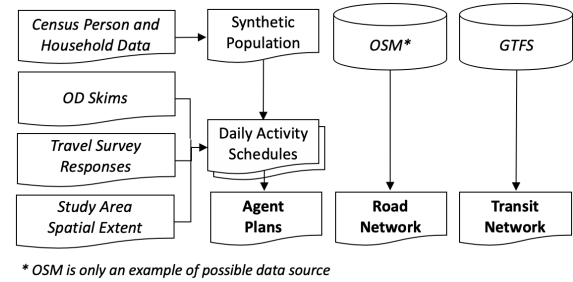 Census Person and
Household Data
Synthetic
Population
OSM*
GTFS
OD Skims
Travel Survey
Responses
Study Area
Spatial Extent
Daily Activity
Schedules
Agent
Plans
Road
Network
Transit
Network
* OSM is only an example of possible data source